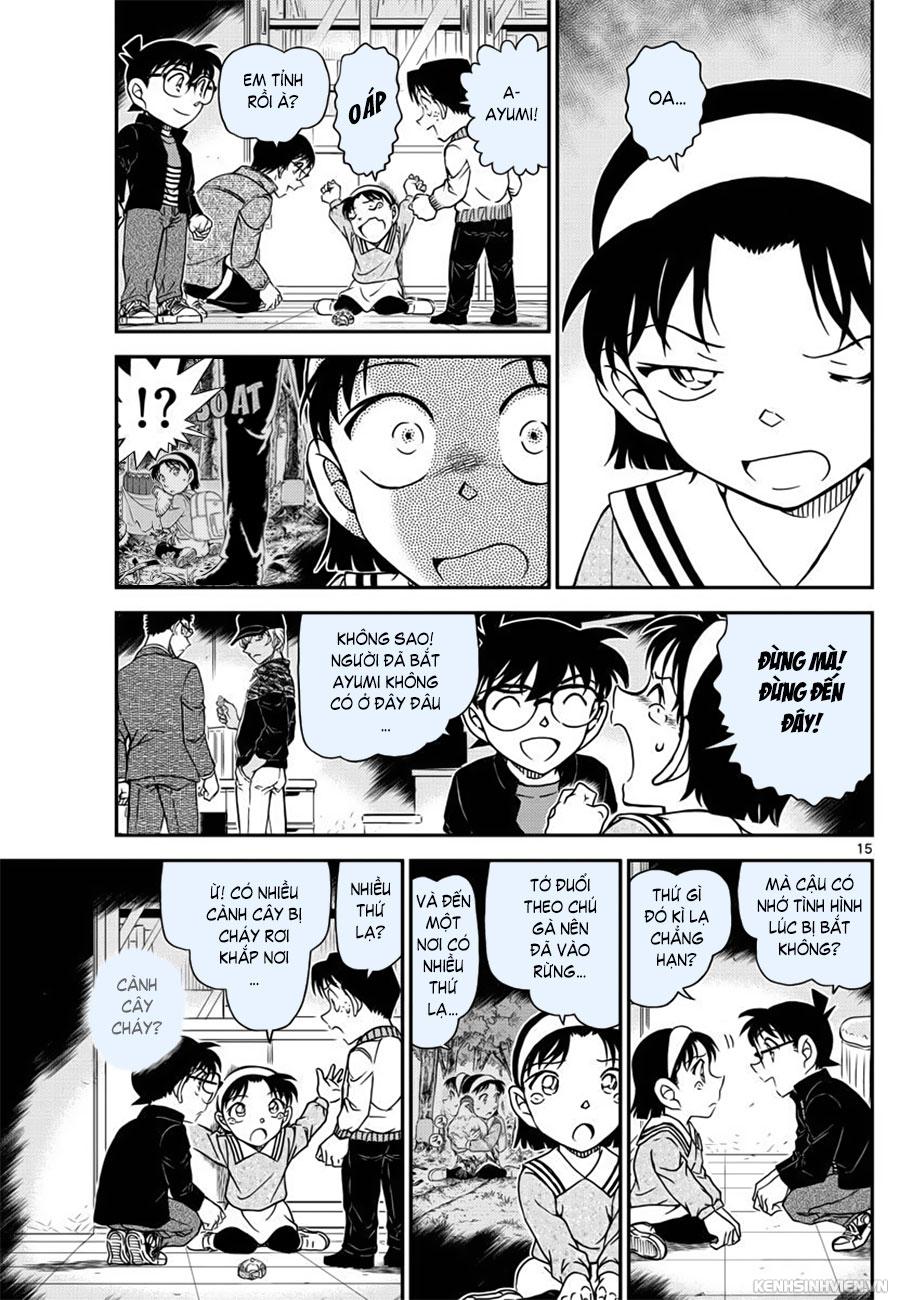 OA...
A-
AYUMI!
OÁP
EM TỈNH
RỒI À?
!?
SOẠT
ĐỪNG MÀ!
ĐỪNG ĐẾN
ĐÂY!
KHÔNG SAO!
NGƯỜI ĐÃ BẮT
AYUMI KHÔNG
CÓ Ở ĐÂY ĐÂU
...
15
MÀ CẬU CÓ
NHỚ TÌNH HÌNH
LÚC BỊ BẮT
KHÔNG?
THỨ GÌ
ĐÓ KÌ LẠ
CHẲNG
HẠN?
TỚ ĐUỔI
THEO CHÚ
GÀ NÊN
ĐÃ VÀO
RỪNG...
VÀ ĐẾN
MỘT
NƠI CÓ
NHIỀU
THỨ
LẠ...
NHIỀU
THỨ
LẠ?
Ừ! CÓ NHIỀU
CÀNH CÂY BỊ
CHÁY RƠI
KHẮP NƠI
...
CÀNH
CÂY
CHÁY?
KENHSINHVIEN.VN